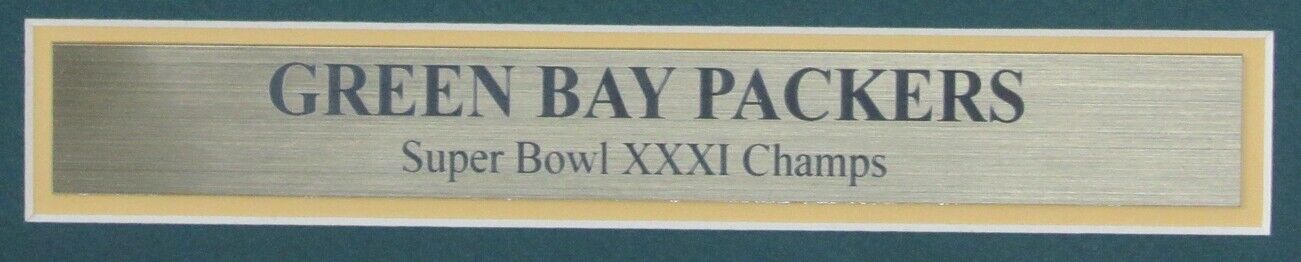 GREEN BAY PACKERS
Super Bowl XXXI Champs